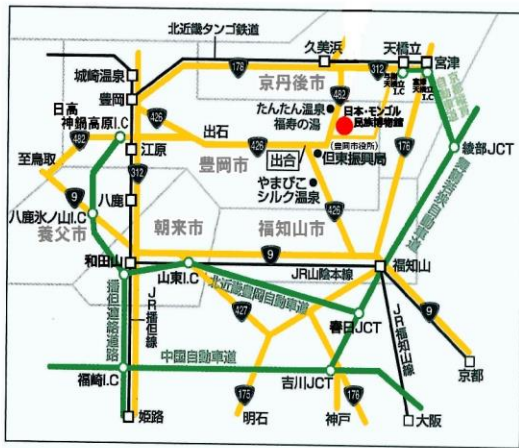 北近畿タンゴ鉄道
久美浜
天橋立
宮津
城崎温泉
178
京丹後市
312
豊岡
482
たんたん温泉
福寿の湯
日本・モンゴル
民族博物館
日高
神鍋高原I.C
426
176
482
出石
426
(豊岡市役所)
出合
但東振興局
綾部JCT
至鳥取
江原
豊岡市
312
やまびこ
シルク温泉
9
八鹿
426
八鹿氷ノ山I.C
養父市
朝来市
福知山市
9
和田山
JR山陰本線
福知山
山東I.C
北近畿豊岡自動車道
播但連絡道路
JR播但線
427
春日JCT
JR福知山線
9
中国自動車道
京都
福崎I.C
吉川JCT
175
176
姫路
明石
神戸
大阪